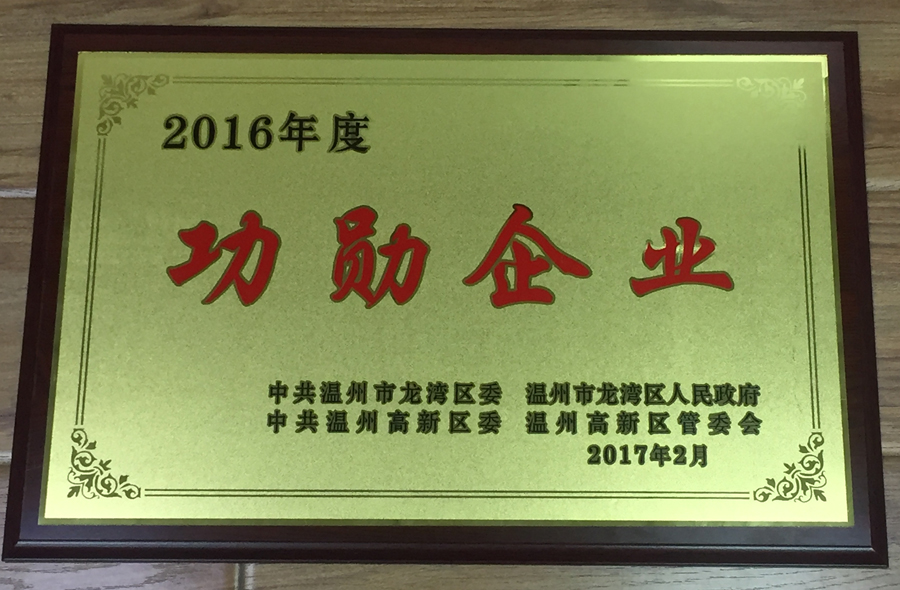 2016年度
功勋企业
中共温州市龙湾区委 温州市龙湾区人民政府
中共温州高新区委 温州高新区管委会
2017年2月